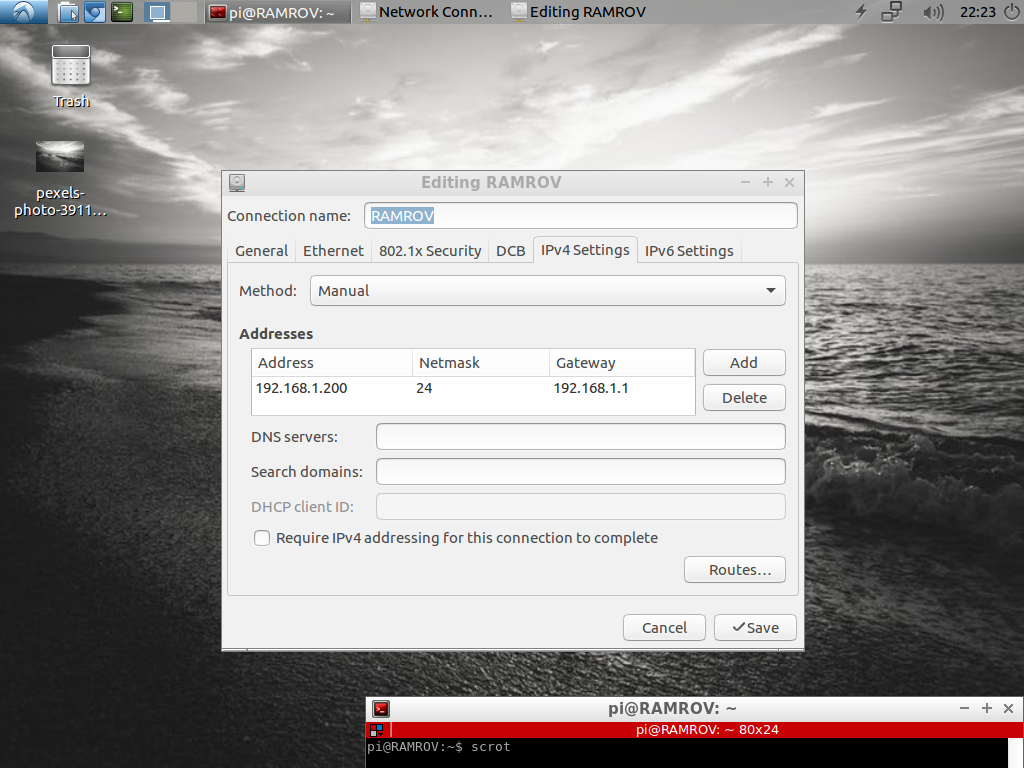 pi@RAMROV: ~
Network Conn...
Editing RAMROV
22:23
Trash
pexels-
photo-3911...
Editing RAMROV
Connection name: RAMROV
General Ethernet 802.1x Security DCB IPv4 Settings IPv6 Settings
Method: Manual
Addresses
Address Netmask Gateway
192.168.1.200 24 192.168.1.1
Add
Delete
DNS servers:
Search domains:
DHCP client ID:
Require IPv4 addressing for this connection to complete
Routes...
Cancel Save
pi@RAMROV: ~
pi@RAMROV: ~ 80x24
pi@RAMROV:~$ scrot